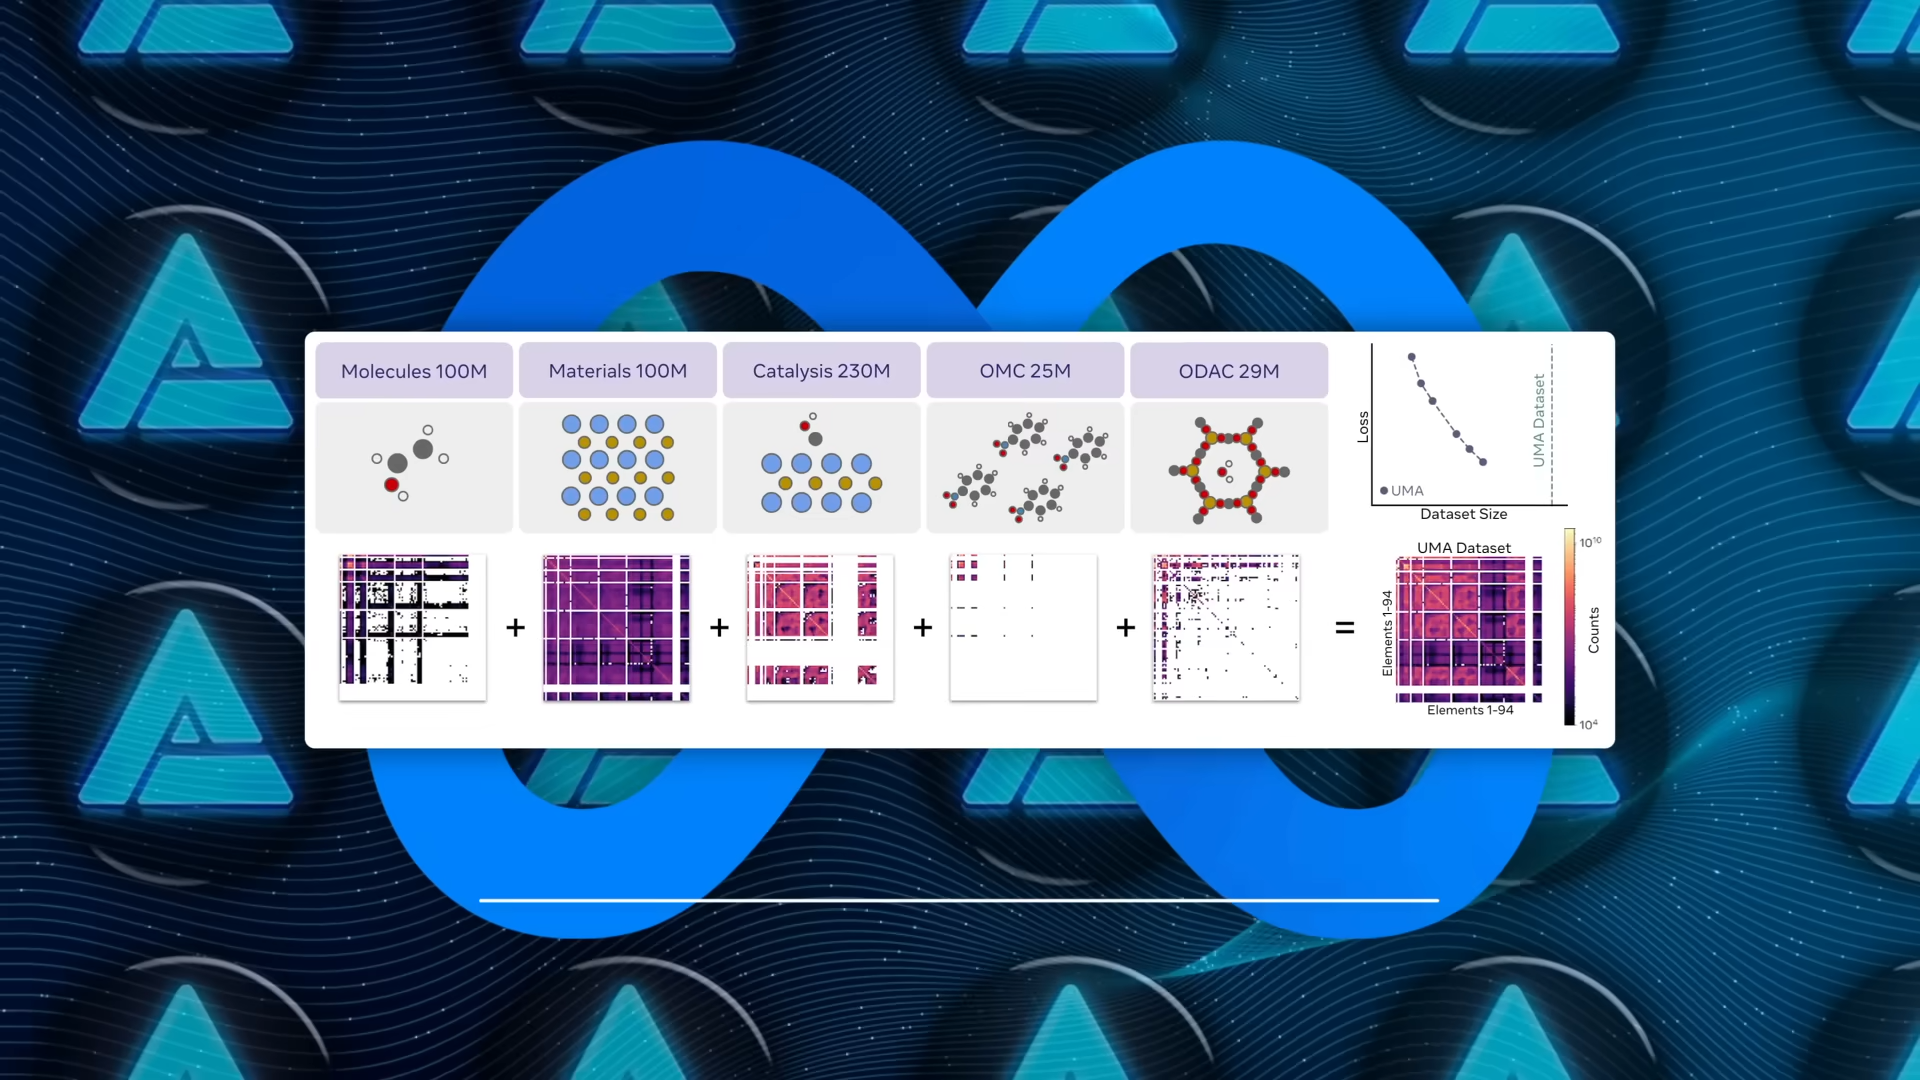 Molecules 100M
Materials 100M
Catalysis 230M
OMC 25M
ODAC 29M
Loss
UMA
Dataset Size
UMA Dataset
+
+
+
+
=
UMA Dataset
Elements 1-94
Elements 1-94
10¹⁰
Counts
10⁴